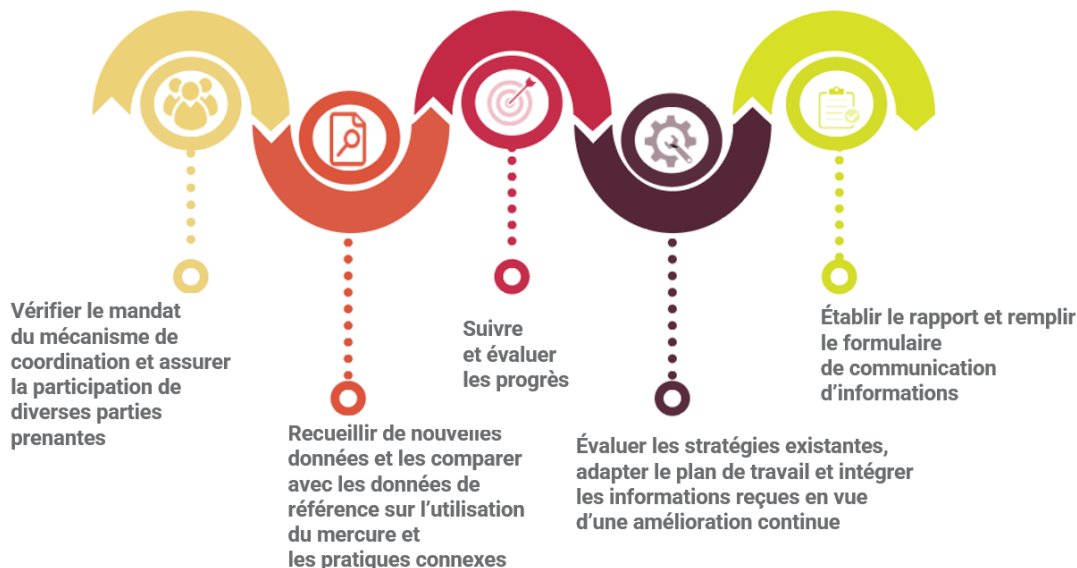 Vérifier le mandat
du mécanisme de
coordination et assurer
la participation de
diverses parties
prenantes
Recueillir de nouvelles
données et les comparer
avec les données de
référence sur l’utilisation
du mercure et
les pratiques connexes
Suivre
et évaluer
les progrès
Évaluer les stratégies existantes,
adapter le plan de travail et intégrer
les informations reçues en vue
d’une amélioration continue
Établir le rapport et remplir
le formulaire
de communication
d’informations